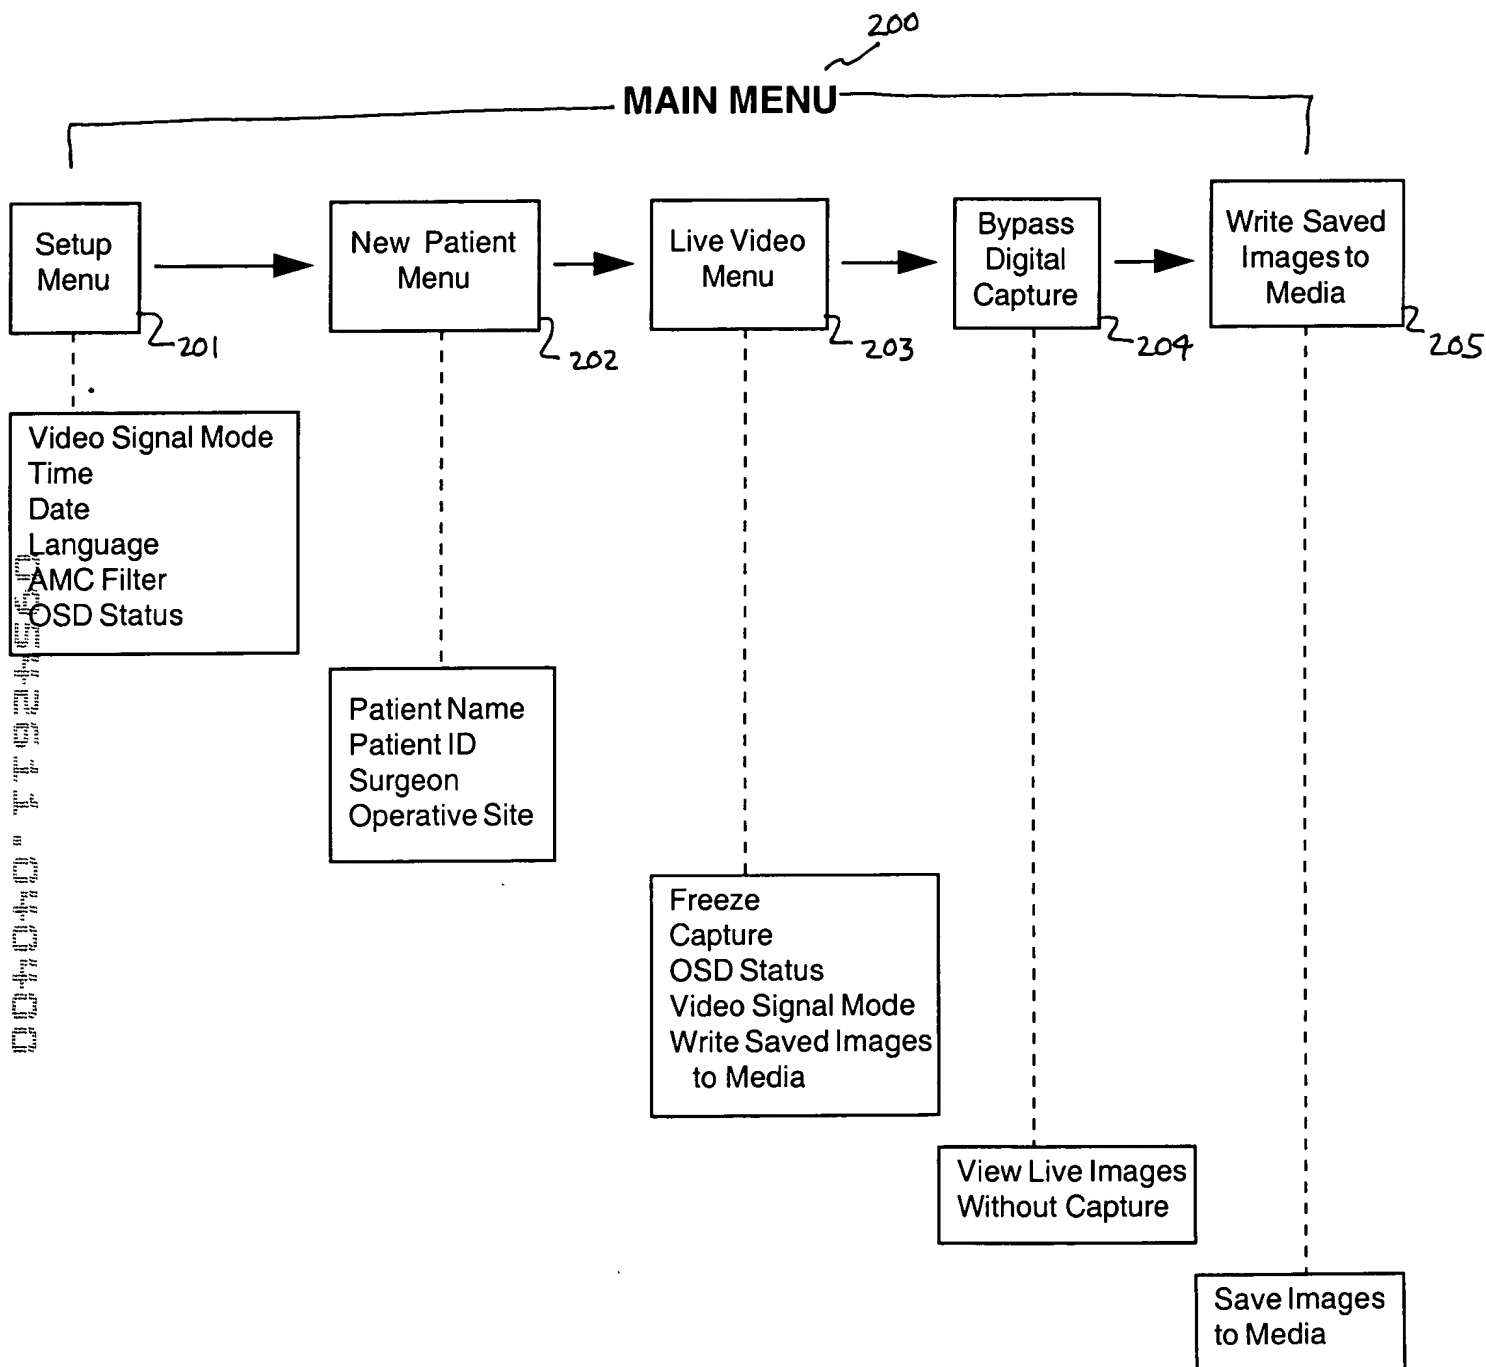 200
MAIN MENU
Setup
Menu
201
New Patient
Menu
202
Live Video
Menu
203
Bypass
Digital
Capture
204
Write Saved
Images to
Media
205
Video Signal Mode
Time
Date
Language
AMC Filter
OSD Status
Patient Name
Patient ID
Surgeon
Operative Site
Freeze
Capture
OSD Status
Video Signal Mode
Write Saved Images
to Media
View Live Images
Without Capture
Save Images
to Media
09542611.040400